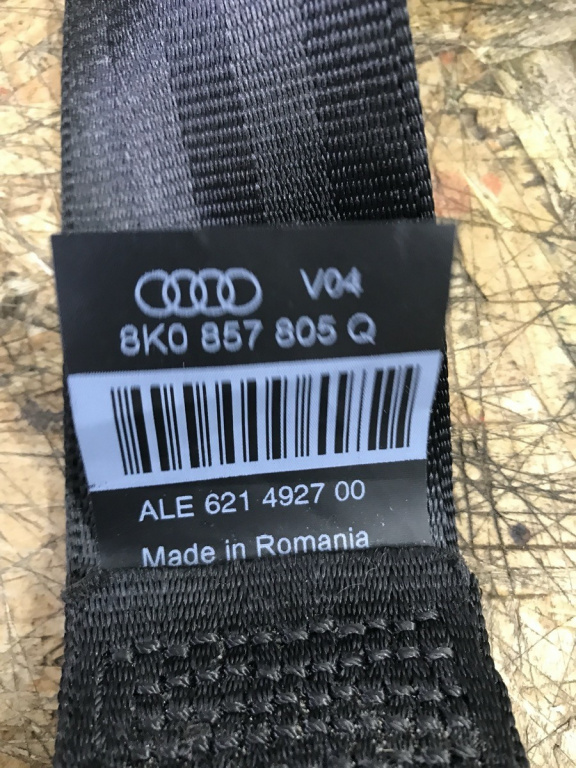 V04
8K0 857 805 Q
ALE 621 4927 00
Made in Romania